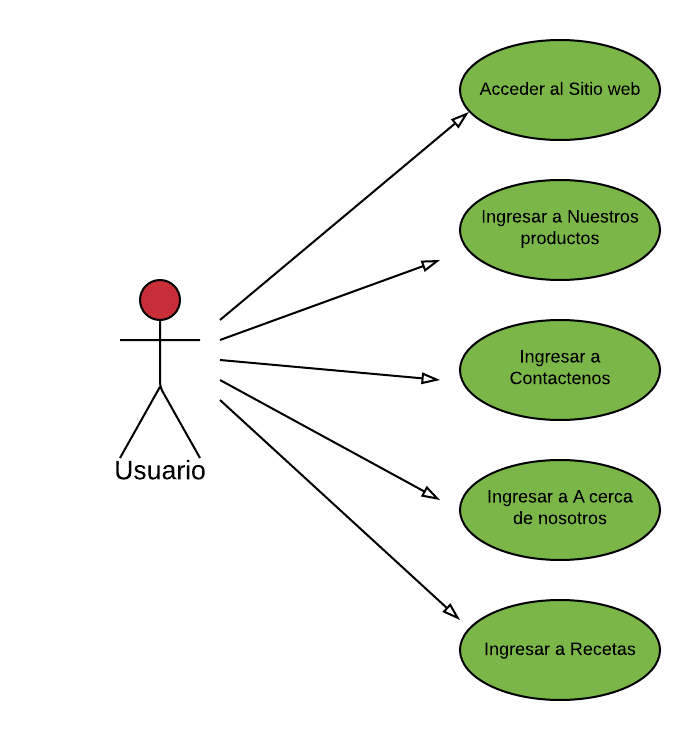 Acceder al Sitio web
Ingresar a Nuestros
productos
Ingresar a
Contactenos
Usuario
Ingresar a A cerca
de nosotros
Ingresar a Recetas